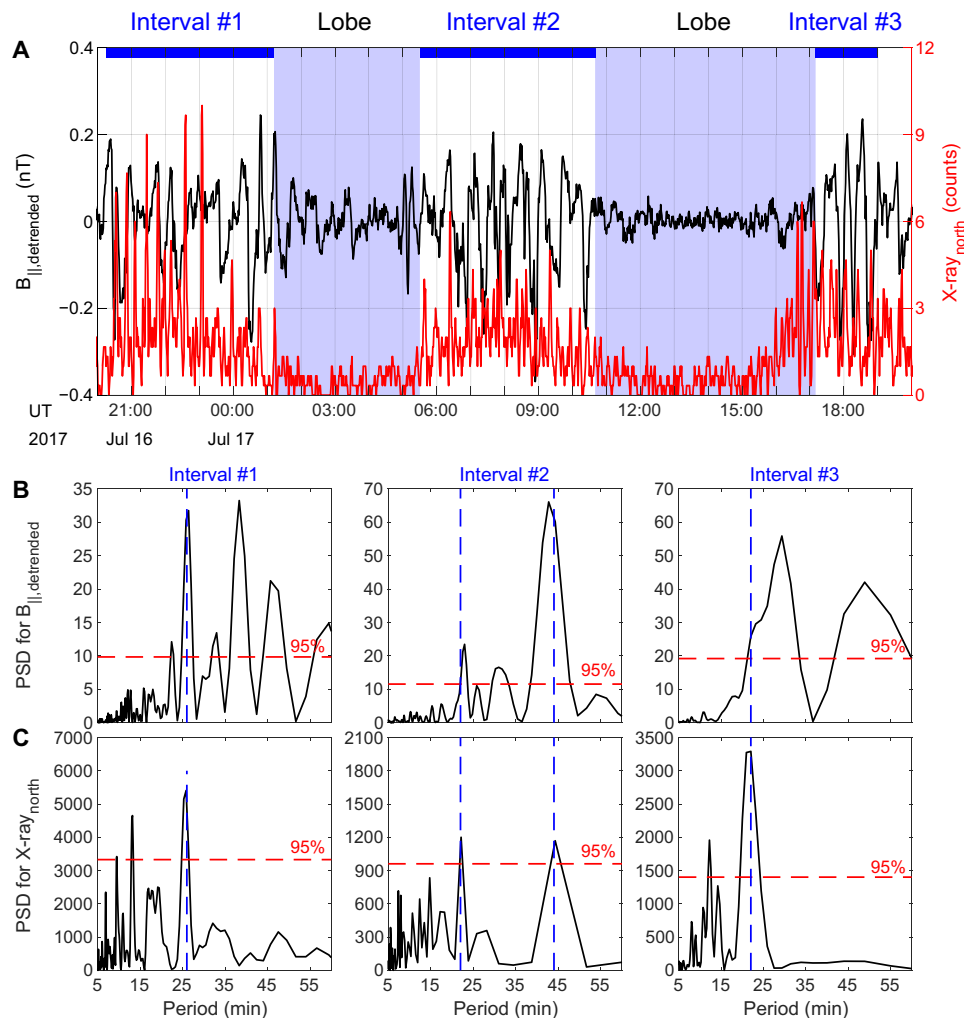 Interval #1 Lobe Interval #2 Lobe Interval #3
A
0.4 12
0.2 9
0 6
−0.2 3
−0.4 0
B||,detrended (nT)
X-ray north (counts)
UT 21:00 00:00 03:00 06:00 09:00 12:00 15:00 18:00
2017 Jul 16 Jul 17
Interval #1 Interval #2 Interval #3
B
PSD for B||,detrended
35 70 70
30 60 60
25 50 50
20 40 40
15 30 30
10 20 20
5 10 10
0 0 0
95% 95% 95%
C
PSD for X-ray north
7000 2100 3500
6000 1800 3000
5000 1500 2500
4000 1200 2000
3000 900 1500
2000 600 1000
1000 300 500
0 0 0
95% 95% 95%
5 15 25 35 45 55 5 15 25 35 45 55 5 15 25 35 45 55
Period (min) Period (min) Period (min)